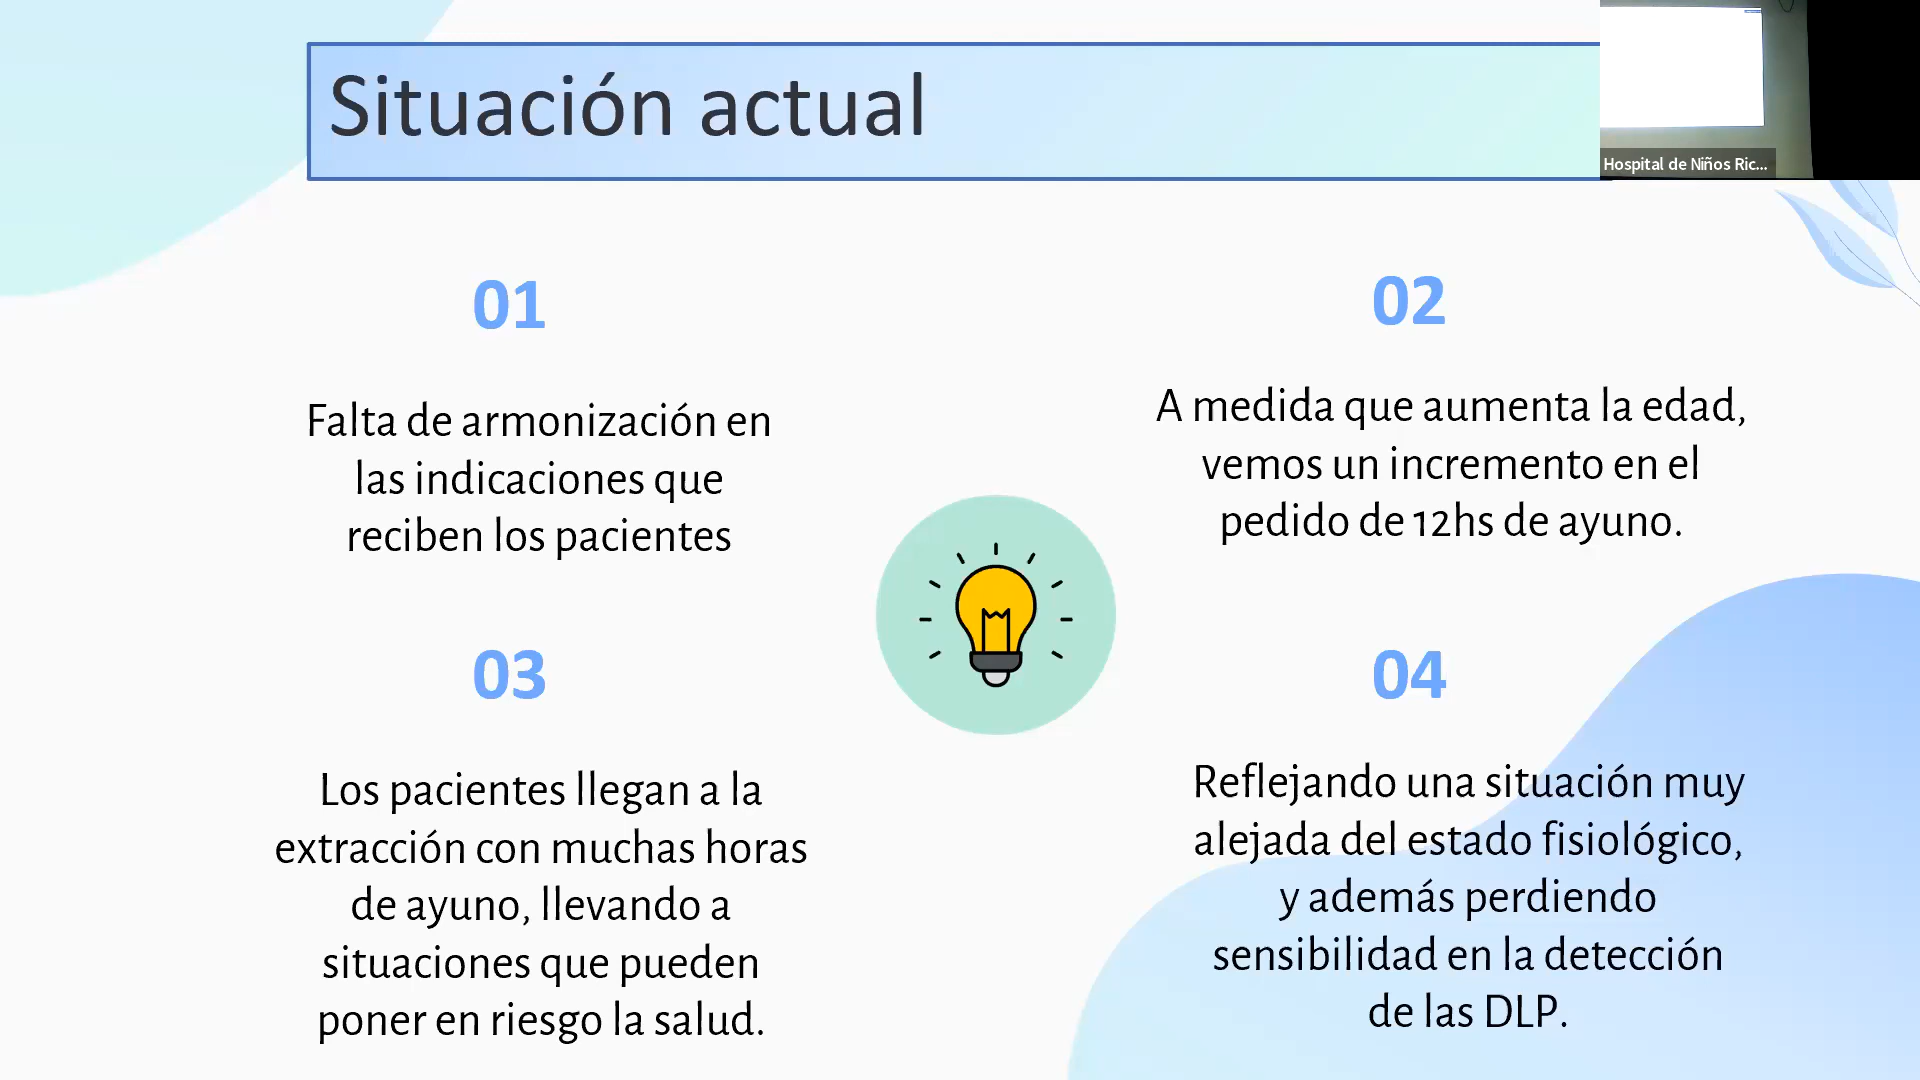 Situación actual
Hospital de Niños Ric...
01
Falta de armonización en
las indicaciones que
reciben los pacientes
02
A medida que aumenta la edad,
vemos un incremento en el
pedido de 12hs de ayuno.
03
Los pacientes llegan a la
extracción con muchas horas
de ayuno, llevando a
situaciones que pueden
poner en riesgo la salud.
04
Reflejando una situación muy
alejada del estado fisiológico,
y además perdiendo
sensibilidad en la detección
de las DLP.